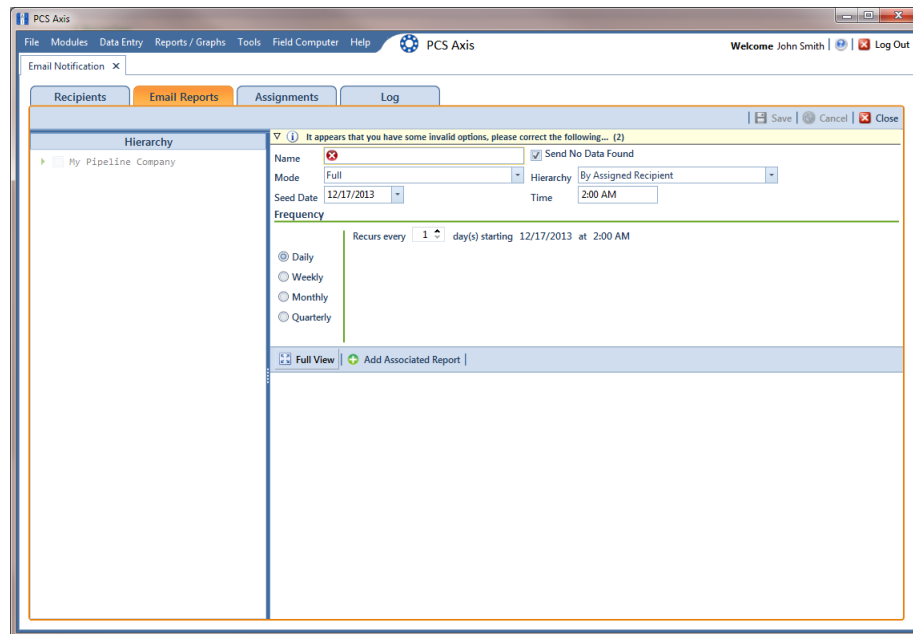 PCS Axis
File Modules Data Entry Reports / Graphs Tools Field Computer Help PCS Axis Welcome John Smith Log Out
Email Notification X
Recipients Email Reports Assignments Log
Save Cancel Close
Hierarchy
My Pipeline Company
It appears that you have some invalid options, please correct the following... (2)
Name Send No Data Found
Mode Full Hierarchy By Assigned Recipient
Seed Date 12/17/2013 Time 2:00 AM
Frequency
Recurs every 1 day(s) starting 12/17/2013 at 2:00 AM
Daily
Weekly
Monthly
Quarterly
Full View Add Associated Report